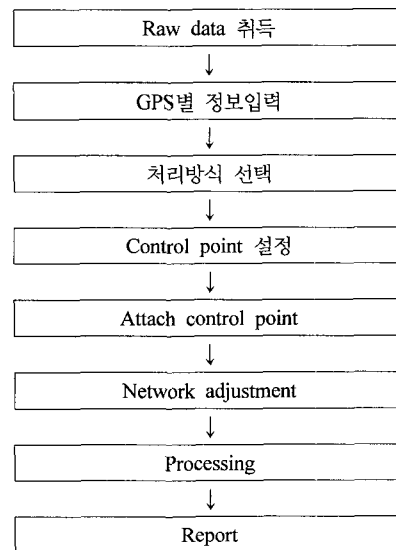 Raw data 취득
↓
GPS별 정보입력
↓
처리방식 선택
↓
Control point 설정
↓
Attach control point
↓
Network adjustment
↓
Processing
↓
Report